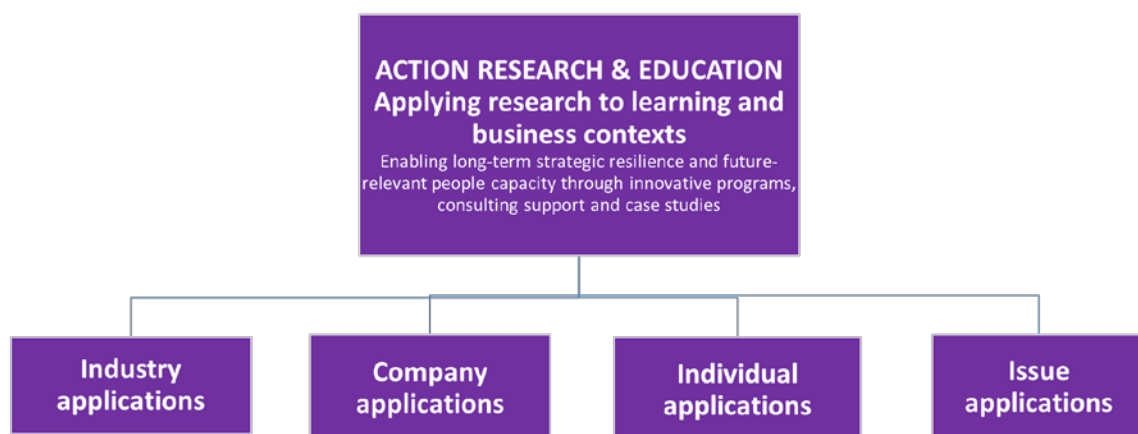 ACTION RESEARCH & EDUCATION
Applying research to learning and
business contexts
Enabling long-term strategic resilience and future-
relevant people capacity through innovative programs,
consulting support and case studies
Industry
applications
Company
applications
Individual
applications
Issue
applications